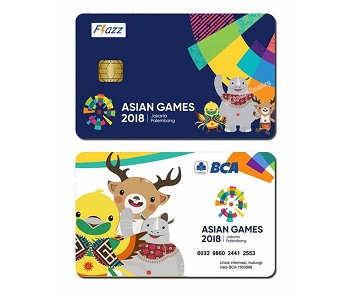 Flazz
ASIAN GAMES
2018 Jakarta
Palembang
BCA
ASIAN GAMES
2018 Jakarta
Palembang
6032 9860 2441 2553
Untuk informasi, hubungi
Halo BCA 1500888